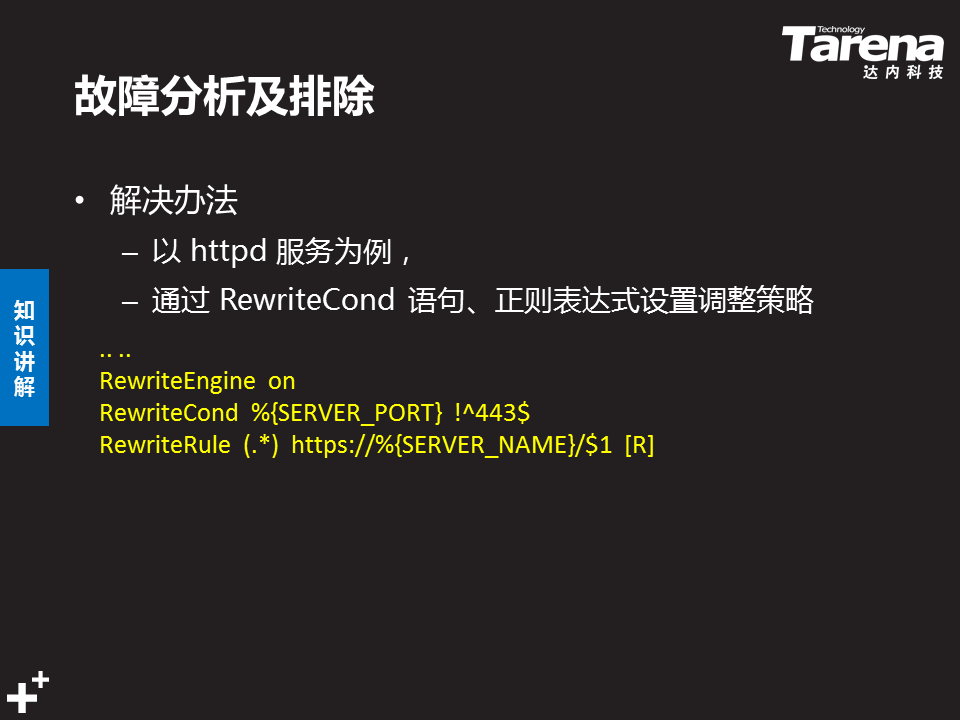 Technology
Tarena
达内科技
故障分析及排除
• 解决办法
– 以 httpd 服务为例，
– 通过 RewriteCond 语句、正则表达式设置调整策略
知识讲解
.. ..
RewriteEngine on
RewriteCond %{SERVER_PORT} !^443$
RewriteRule (.*) https://%{SERVER_NAME}/$1 [R]